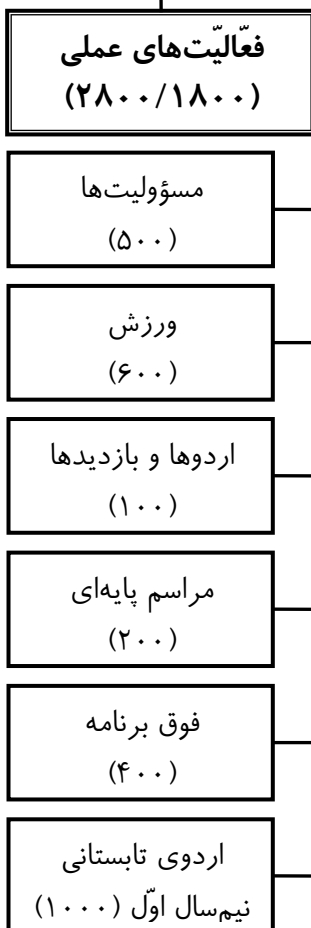 فعّالیّت‌های عملی
(۲۸۰۰/۱۸۰۰)
مسؤولیت‌ها
(۵۰۰)
ورزش
(۶۰۰)
اردوها و بازدیدها
(۱۰۰)
مراسم پایه‌ای
(۲۰۰)
فوق برنامه
(۴۰۰)
اردوی تابستانی
نیم‌سال اوّل (۱۰۰۰)